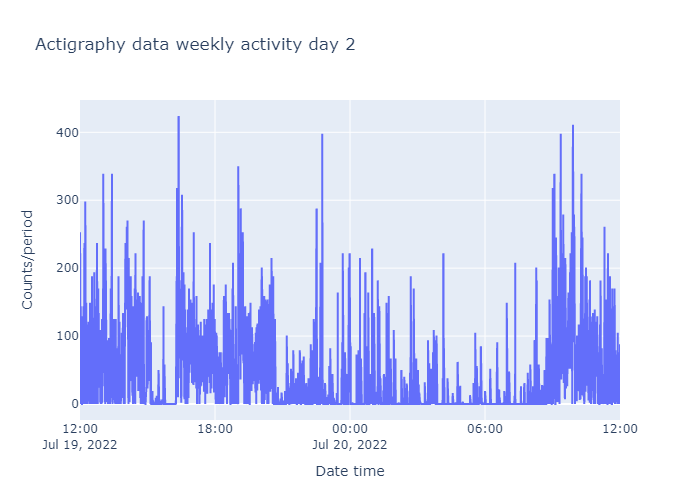 Actigraphy data weekly activity day 2
Counts/period
400
300
200
100
0
12:00 18:00 00:00 06:00 12:00
Jul 19, 2022 Jul 20, 2022
Date time